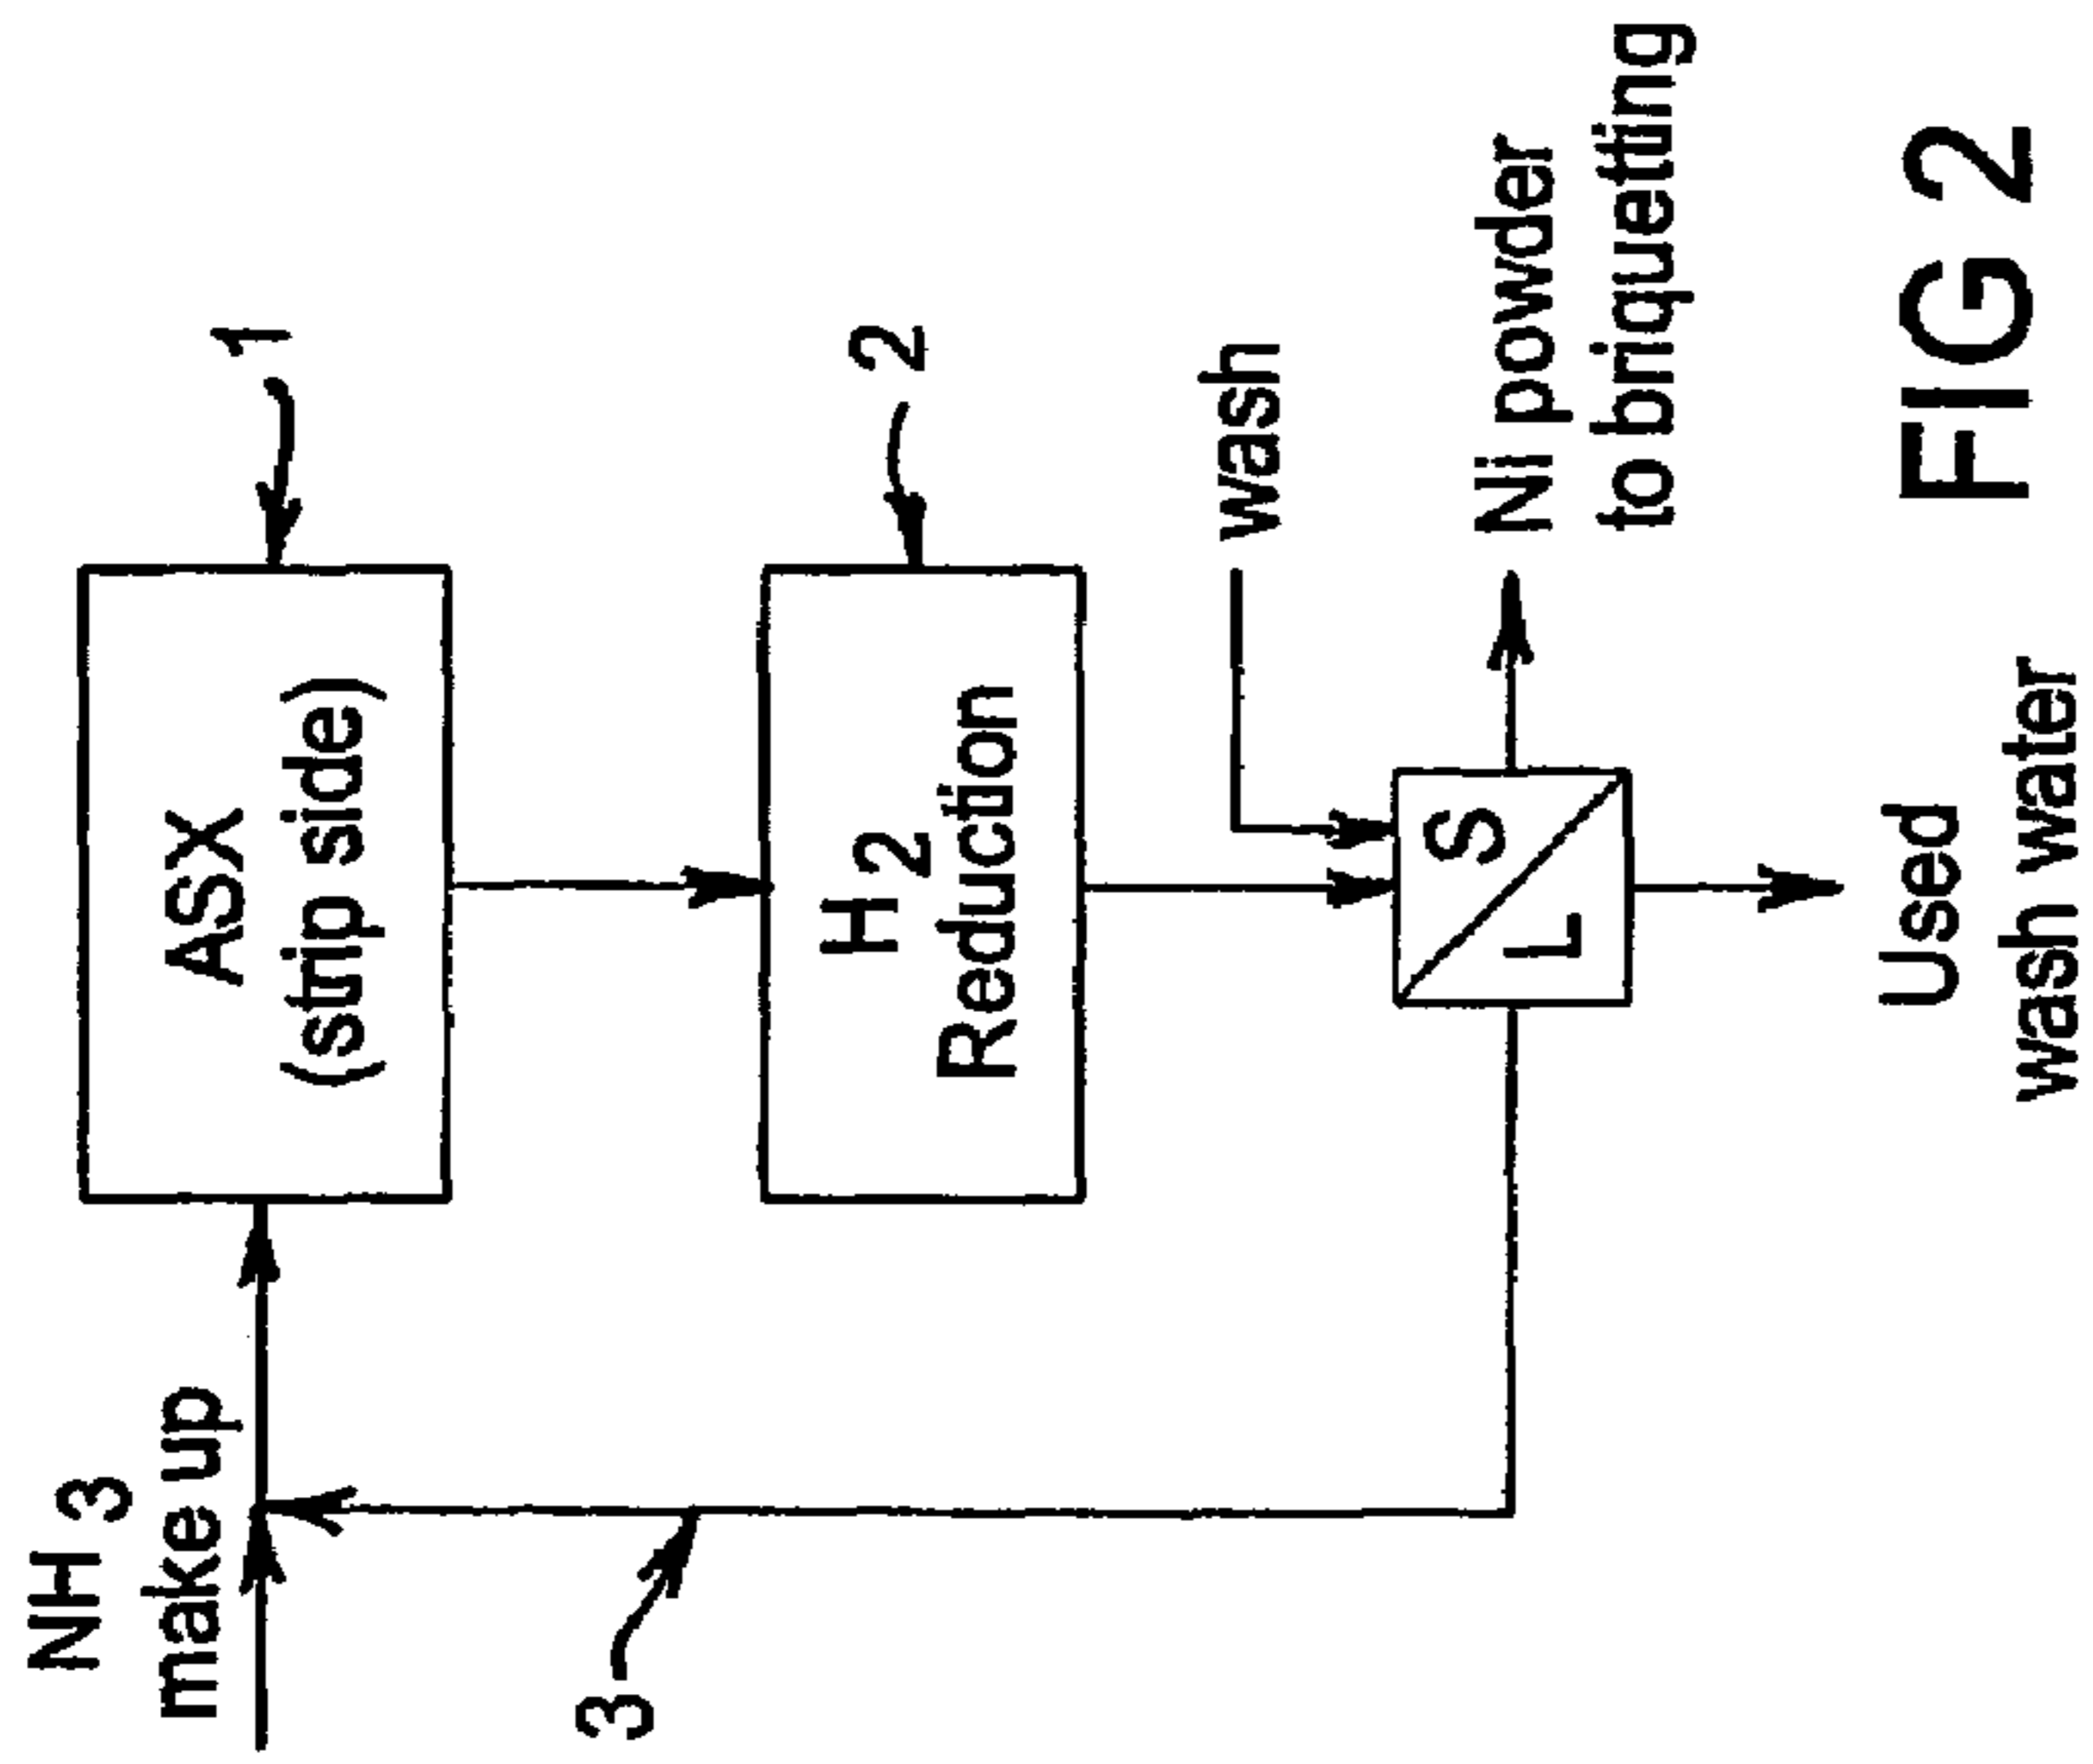 NH 3
make up
ASX
(strip side)
1
H 2
Reduction
2
3
wash
S
L
Ni powder
to briquetting
Used
wash water
FIG 2